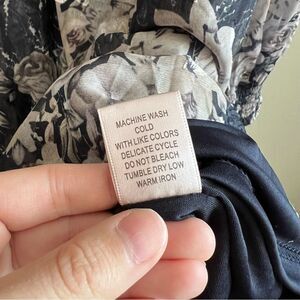 MACHINE WASH
COLD
WITH LIKE COLORS
DELICATE CYCLE
DO NOT BLEACH
TUMBLE DRY LOW
WARM IRON